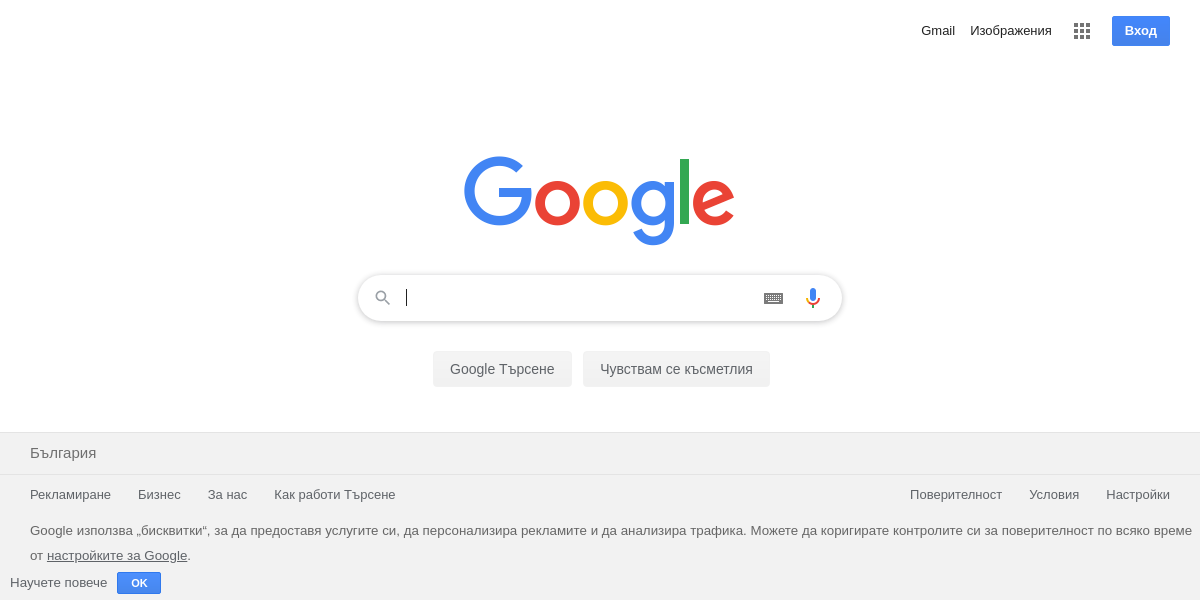 Gmail Изображения Вход
Google
Google Търсене Чувствам се късметлия
България
Рекламиране Бизнес За нас Как работи Търсене Поверителност Условия Настройки
Google използва „бисквитки“, за да предоставя услугите си, да персонализира рекламите и да анализира трафика. Можете да коригирате контролите си за поверителност по всяко време
от настройките за Google.
Научете повече OK